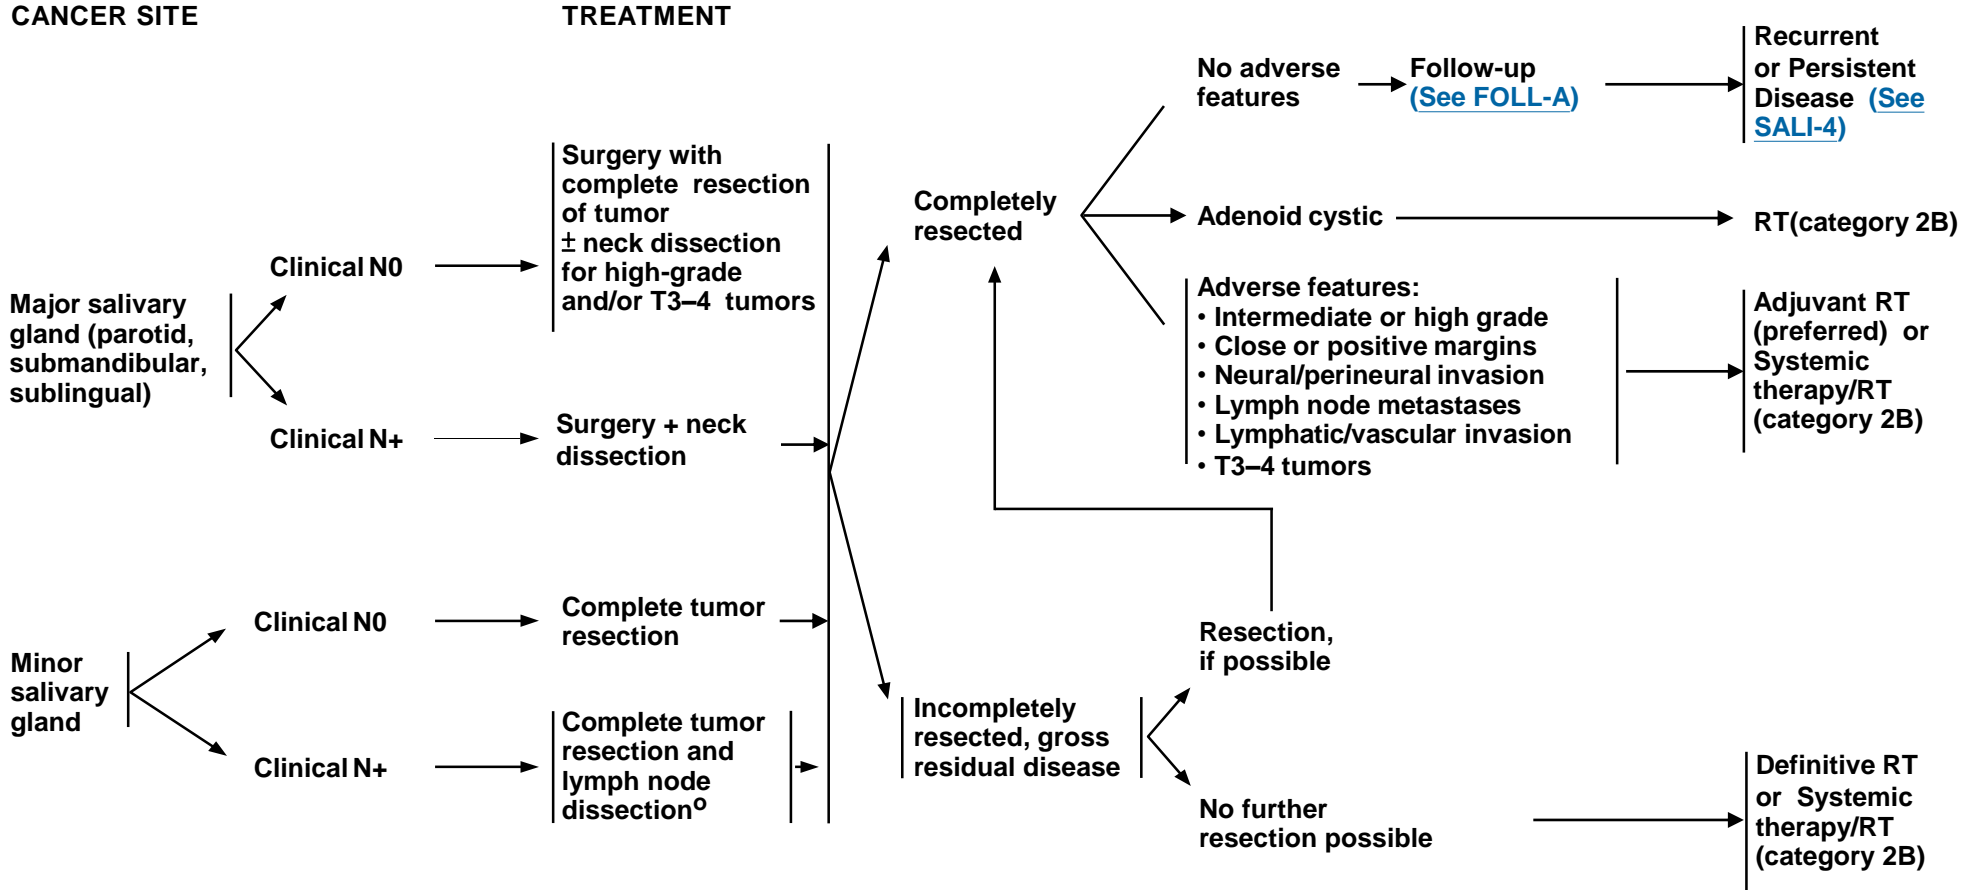 CANCER SITE
TREATMENT
Major salivary
gland (parotid,
submandibular,
sublingual)
Clinical N0
Clinical N+
Surgery with
complete resection
of tumor
± neck dissection
for high-grade
and/or T3–4 tumors
Surgery + neck
dissection
Minor
salivary
gland
Clinical N0
Clinical N+
Complete tumor
resection
Complete tumor
resection and
lymph node
dissectionº
Completely
resected
No adverse
features
Follow-up
(See FOLL-A)
Recurrent
or Persistent
Disease (See
SALI-4)
Adenoid cystic
RT(category 2B)
Adverse features:
• Intermediate or high grade
• Close or positive margins
• Neural/perineural invasion
• Lymph node metastases
• Lymphatic/vascular invasion
• T3–4 tumors
Adjuvant RT
(preferred) or
Systemic
therapy/RT
(category 2B)
Incompletely
resected, gross
residual disease
Resection,
if possible
No further
resection possible
Definitive RT
or Systemic
therapy/RT
(category 2B)